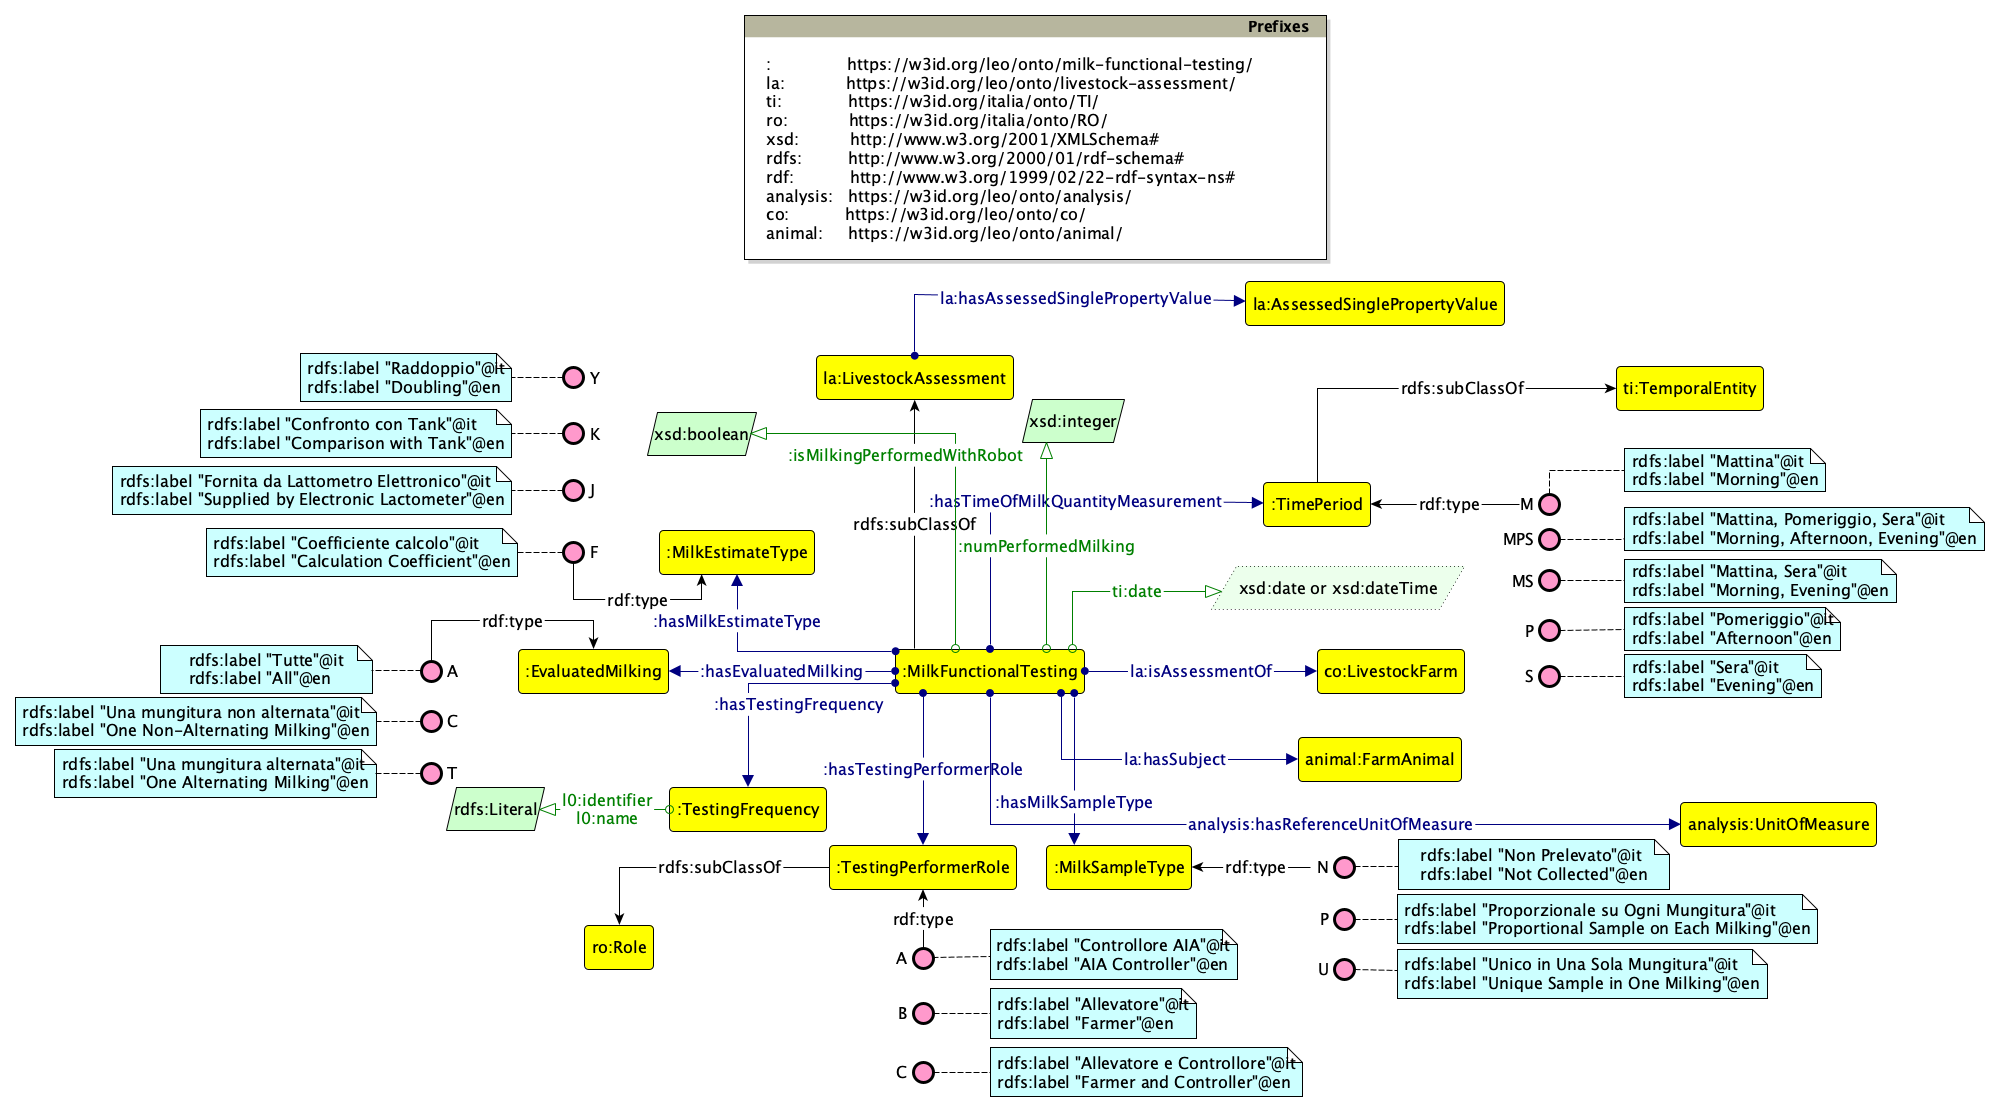 Prefixes
: https://w3id.org/leo/onto/milk-functional-testing/
la: https://w3id.org/leo/onto/livestock-assessment/
ti: https://w3id.org/italia/onto/TI/
ro: https://w3id.org/italia/onto/RO/
xsd: http://www.w3.org/2001/XMLSchema#
rdfs: http://www.w3.org/2000/01/rdf-schema#
rdf: http://www.w3.org/1999/02/22-rdf-syntax-ns#
analysis: https://w3id.org/leo/onto/analysis/
co: https://w3id.org/leo/onto/co/
animal: https://w3id.org/leo/onto/animal/
la:hasAssessedSinglePropertyValue
la:AssessedSinglePropertyValue
la:LivestockAssessment
rdfs:label "Raddoppio"@it
rdfs:label "Doubling"@en
Y
rdfs:label "Confronto con Tank"@it
rdfs:label "Comparison with Tank"@en
K
rdfs:label "Fornita da Lattometro Elettronico"@it
rdfs:label "Supplied by Electronic Lactometer"@en
J
rdfs:label "Coefficiente calcolo"@it
rdfs:label "Calculation Coefficient"@en
F
rdf:type
:MilkEstimateType
:hasMilkEstimateType
xsd:boolean
:isMilkingPerformedWithRobot
xsd:integer
:numPerformedMilking
rdfs:subClassOf
:hasTimeOfMilkQuantityMeasurement
:TimePeriod
rdfs:subClassOf
ti:TemporalEntity
rdf:type
M
rdfs:label "Mattina"@it
rdfs:label "Morning"@en
MPS
rdfs:label "Mattina, Pomeriggio, Sera"@it
rdfs:label "Morning, Afternoon, Evening"@en
MS
rdfs:label "Mattina, Sera"@it
rdfs:label "Morning, Evening"@en
P
rdfs:label "Pomeriggio"@it
rdfs:label "Afternoon"@en
S
rdfs:label "Sera"@it
rdfs:label "Evening"@en
ti:date
xsd:date or xsd:dateTime
rdf:type
rdfs:label "Tutte"@it
rdfs:label "All"@en
A
rdfs:label "Una mungitura non alternata"@it
rdfs:label "One Non-Alternating Milking"@en
C
rdfs:label "Una mungitura alternata"@it
rdfs:label "One Alternating Milking"@en
T
:EvaluatedMilking
:hasEvaluatedMilking
:MilkFunctionalTesting
la:isAssessmentOf
co:LivestockFarm
:hasTestingFrequency
:TestingFrequency
l0:identifier
l0:name
rdfs:Literal
:hasTestingPerformerRole
la:hasSubject
animal:FarmAnimal
:hasMilkSampleType
analysis:hasReferenceUnitOfMeasure
analysis:UnitOfMeasure
rdfs:subClassOf
:TestingPerformerRole
ro:Role
:MilkSampleType
rdf:type
N
rdfs:label "Non Prelevato"@it
rdfs:label "Not Collected"@en
P
rdfs:label "Proporzionale su Ogni Mungitura"@it
rdfs:label "Proportional Sample on Each Milking"@en
U
rdfs:label "Unico in Una Sola Mungitura"@it
rdfs:label "Unique Sample in One Milking"@en
rdf:type
A
rdfs:label "Controllore AIA"@it
rdfs:label "AIA Controller"@en
B
rdfs:label "Allevatore"@it
rdfs:label "Farmer"@en
C
rdfs:label "Allevatore e Controllore"@it
rdfs:label "Farmer and Controller"@en